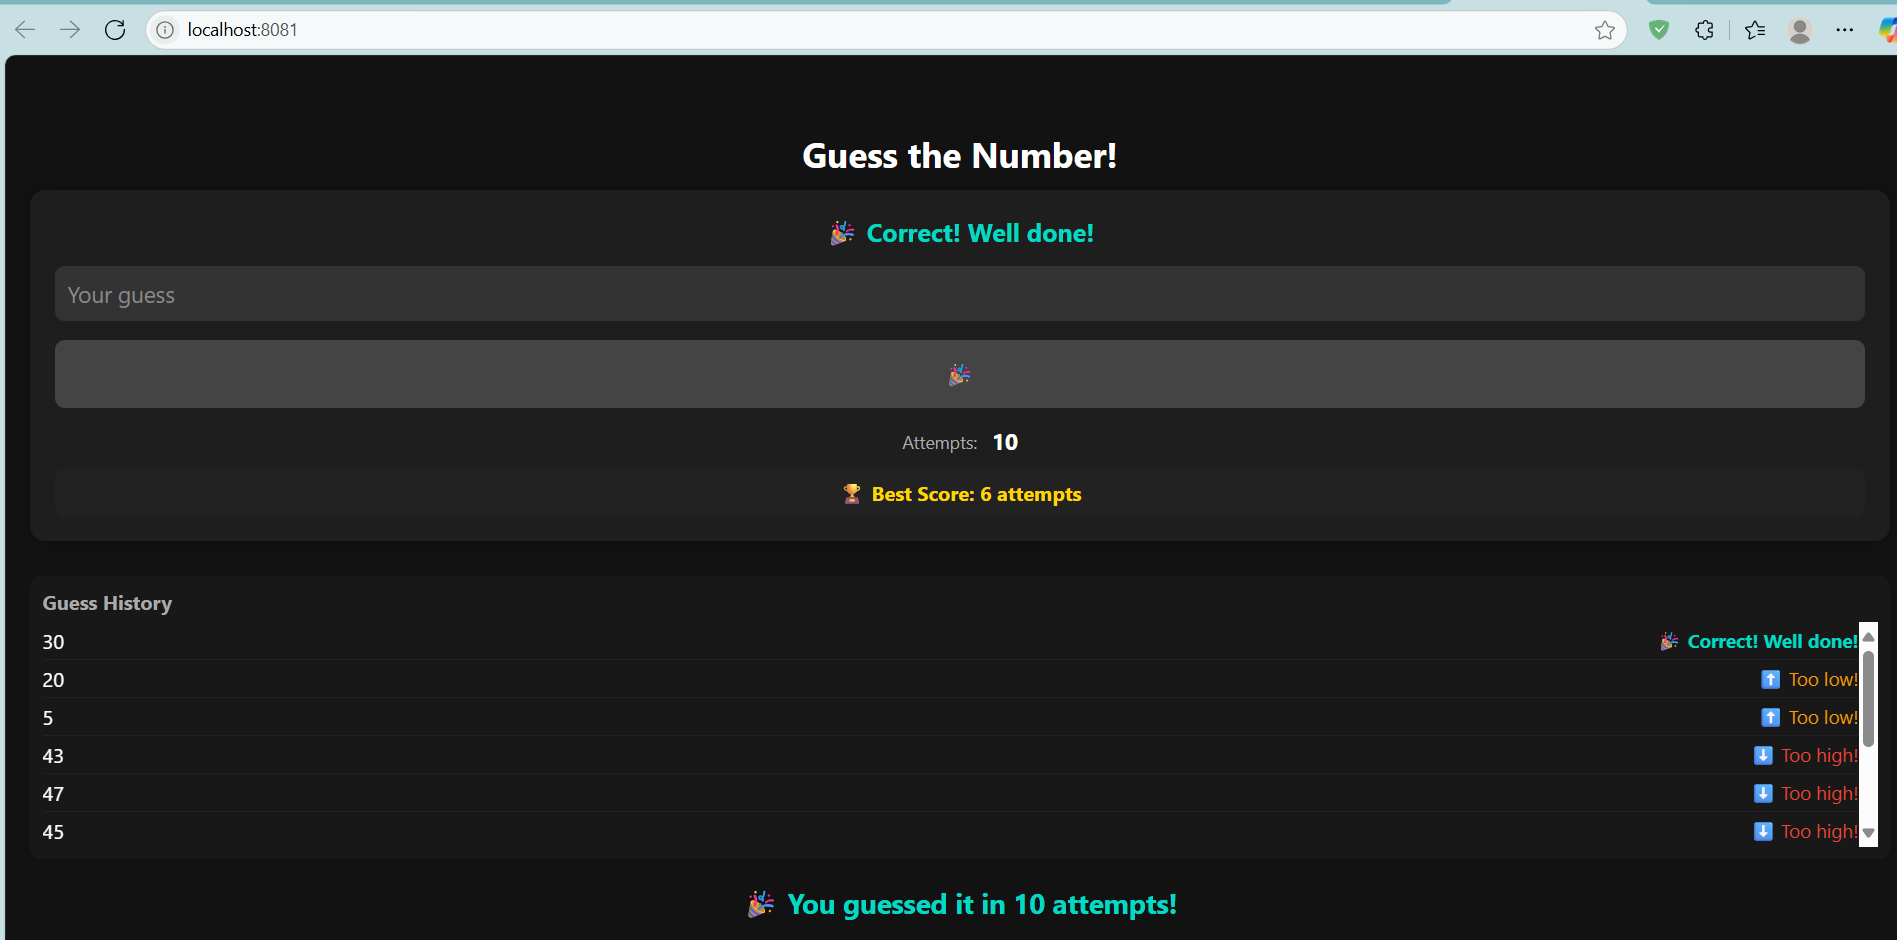 localhost:8081
Guess the Number!
🎉 Correct! Well done!
Your guess
🎉
Attempts: 10
🏆 Best Score: 6 attempts
Guess History
30 🎉 Correct! Well done!
20 ⬆️ Too low!
5 ⬆️ Too low!
43 ⬇️ Too high!
47 ⬇️ Too high!
45 ⬇️ Too high!
🎉 You guessed it in 10 attempts!